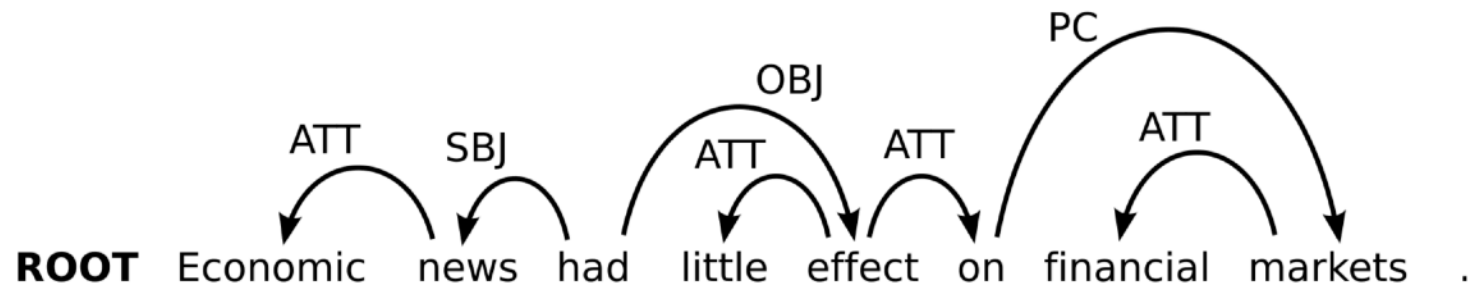 PC
OBJ
ATT SBJ ATT ATT ATT
ROOT Economic news had little effect on financial markets .